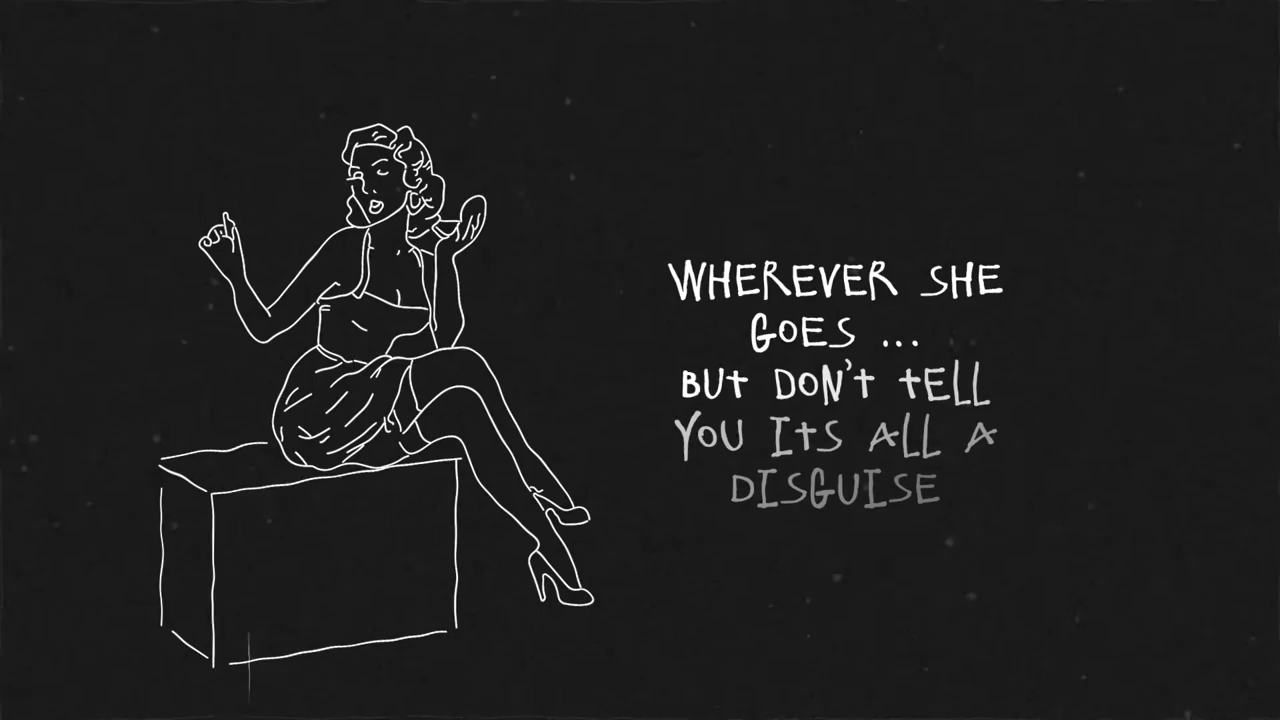 WHEREVER SHE
GOES ...
BUT DON't tELL
YOU ItS ALL A
DISGUISE